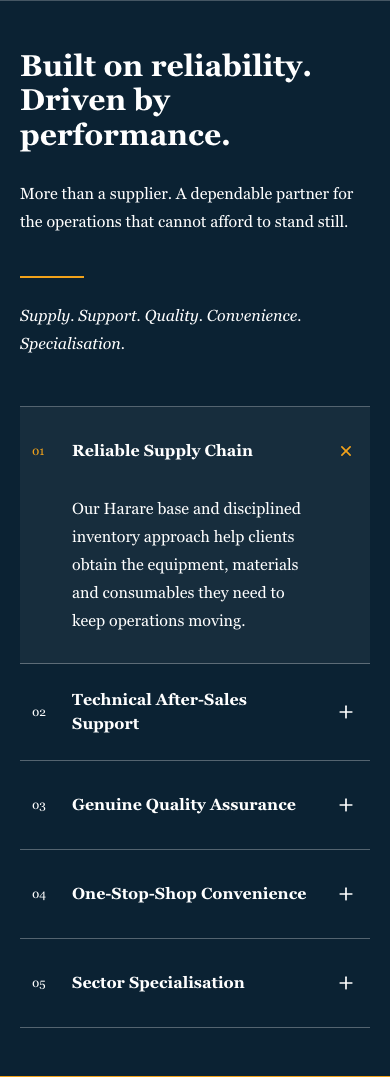 Built on reliability.
Driven by
performance.
More than a supplier. A dependable partner for
the operations that cannot afford to stand still.
Supply. Support. Quality. Convenience.
Specialisation.
01 Reliable Supply Chain
Our Harare base and disciplined
inventory approach help clients
obtain the equipment, materials
and consumables they need to
keep operations moving.
02 Technical After-Sales
Support
03 Genuine Quality Assurance
04 One-Stop-Shop Convenience
05 Sector Specialisation